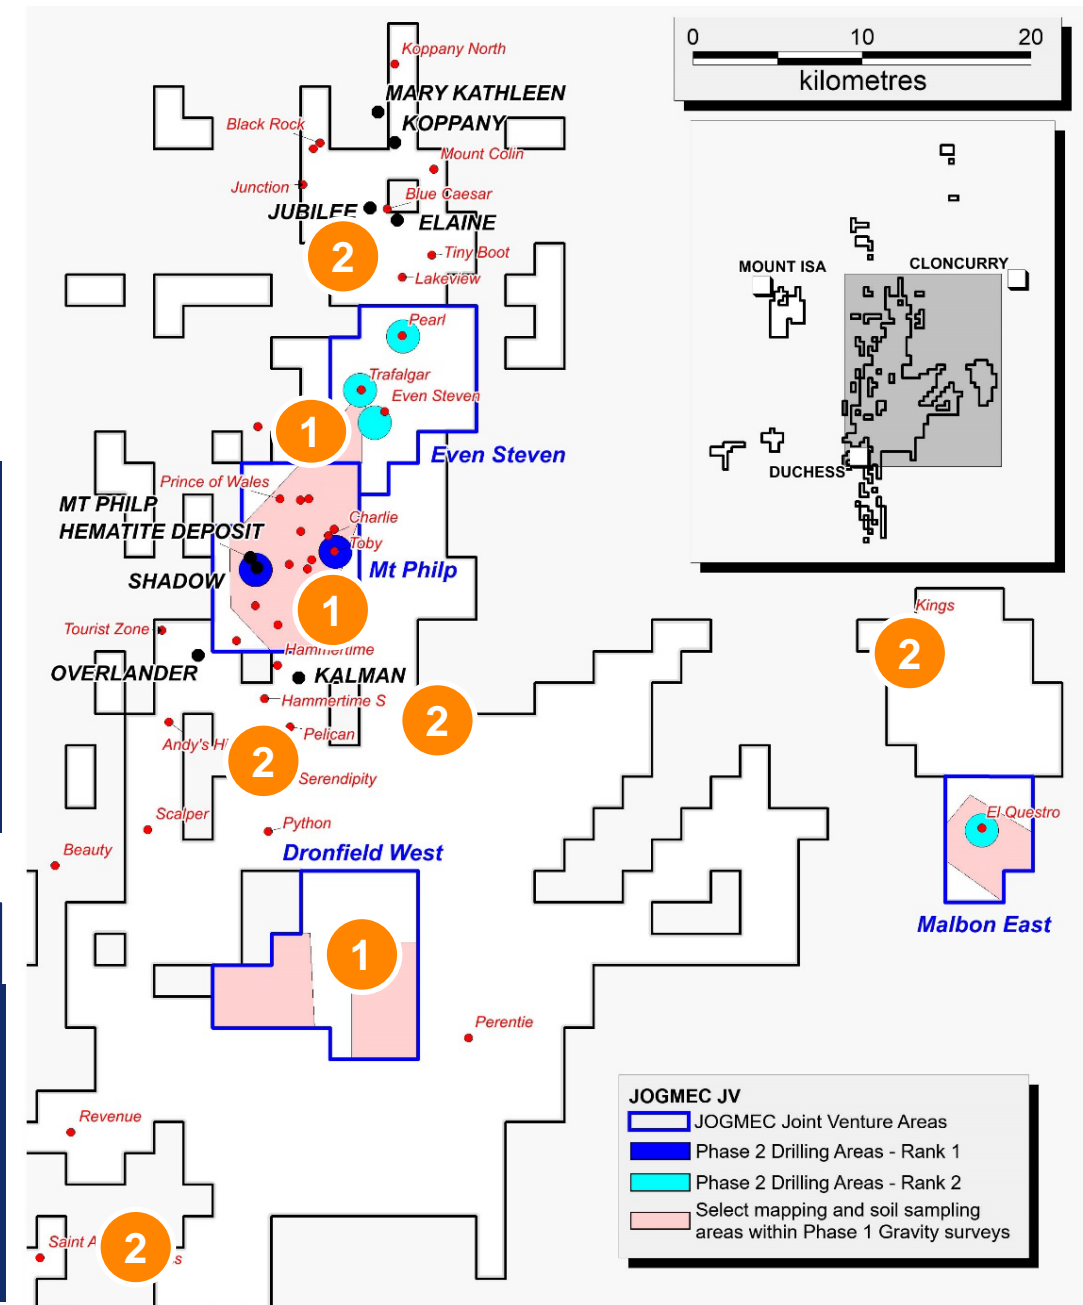 Koppany North
MARY KATHLEEN
KOPPANY
Black Rock
Mount Colin
Junction
Blue Caesar
JUBILEE
ELAINE
2
Tiny Boot
Lakeview
Pearl
Trafalgar
Even Steven
1
Even Steven
Prince of Wales
MT PHILP
HEMATITE DEPOSIT
Charlie
Toby
Mt Philp
SHADOW
1
Tourist Zone
Hammertime
OVERLANDER
KALMAN
Hammertime S
2
Pelican
Andy's Hi
2
Serendipity
Scalper
Python
Beauty
Dronfield West
1
Perentie
Revenue
Saint A
2
s
0 10 20
kilometres
MOUNT ISA
CLONCURRY
DUCHESS
Kings
2
El Questro
Malbon East
JOGMEC JV
JOGMEC Joint Venture Areas
Phase 2 Drilling Areas - Rank 1
Phase 2 Drilling Areas - Rank 2
Select mapping and soil sampling
areas within Phase 1 Gravity surveys